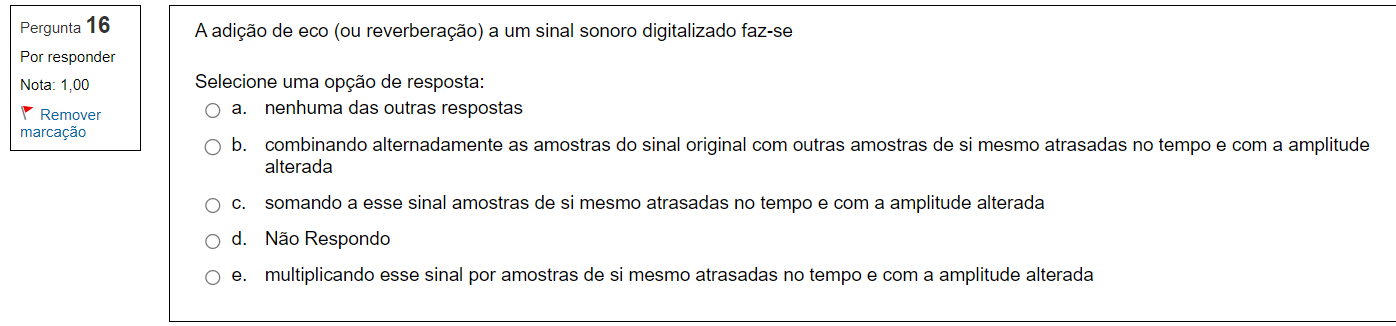 Pergunta 16
Por responder
Nota: 1,00
Remover
marcação
A adição de eco (ou reverberação) a um sinal sonoro digitalizado faz-se
Selecione uma opção de resposta:
a. nenhuma das outras respostas
b. combinando alternadamente as amostras do sinal original com outras amostras de si mesmo atrasadas no tempo e com a amplitude
alterada
c. somando a esse sinal amostras de si mesmo atrasadas no tempo e com a amplitude alterada
d. Não Respondo
e. multiplicando esse sinal por amostras de si mesmo atrasadas no tempo e com a amplitude alterada